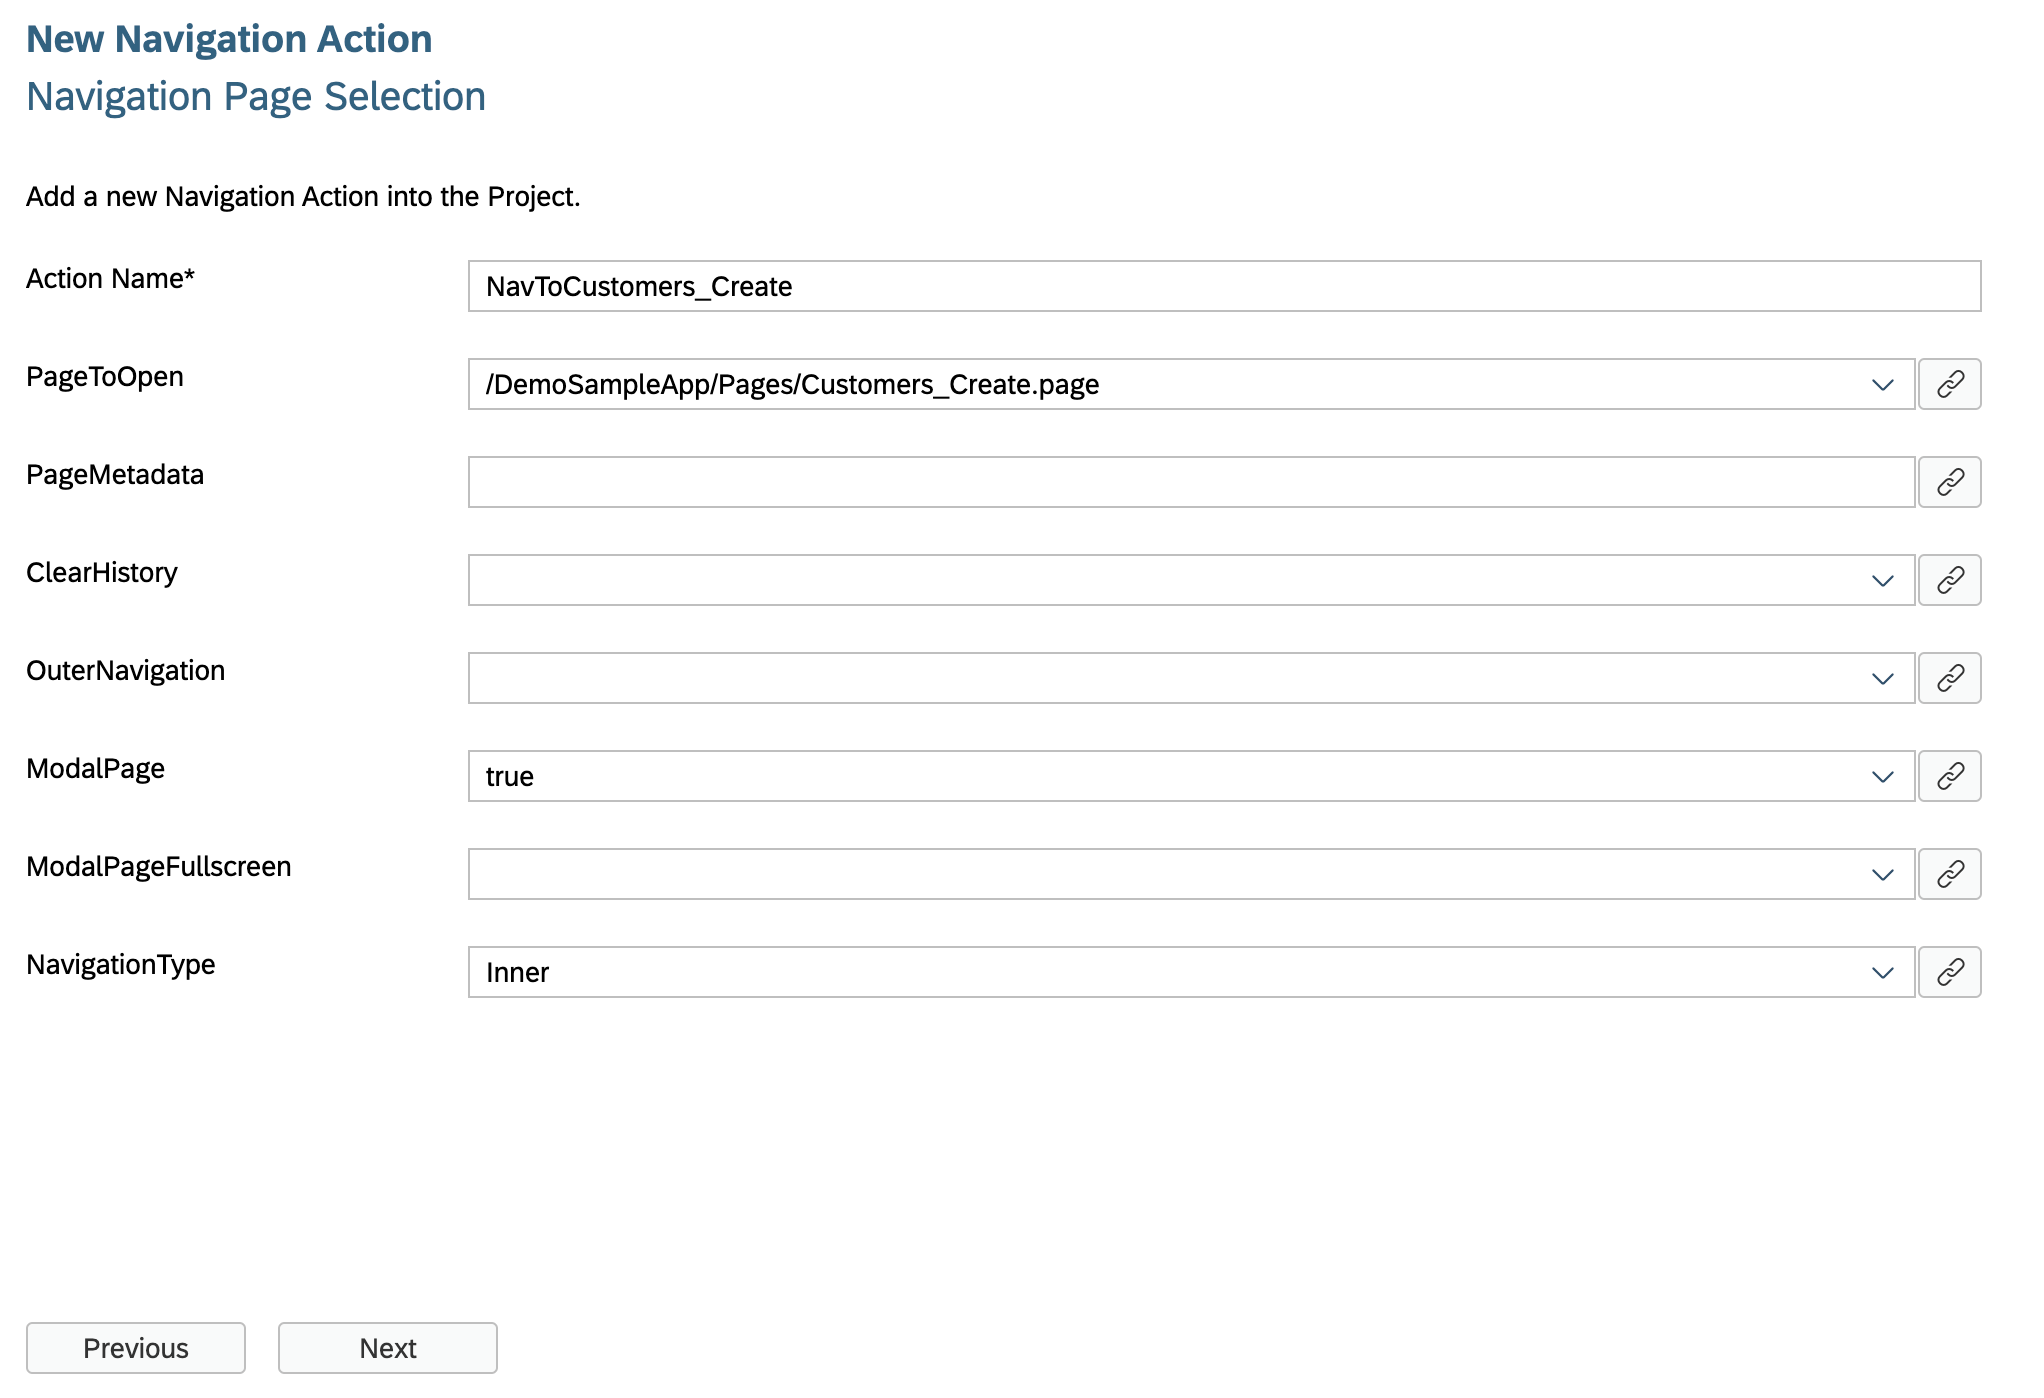 New Navigation Action
Navigation Page Selection
Add a new Navigation Action into the Project.
Action Name* NavToCustomers_Create
PageToOpen /DemoSampleApp/Pages/Customers_Create.page
PageMetadata
ClearHistory
OuterNavigation
ModalPage true
ModalPageFullscreen
NavigationType Inner
Previous Next